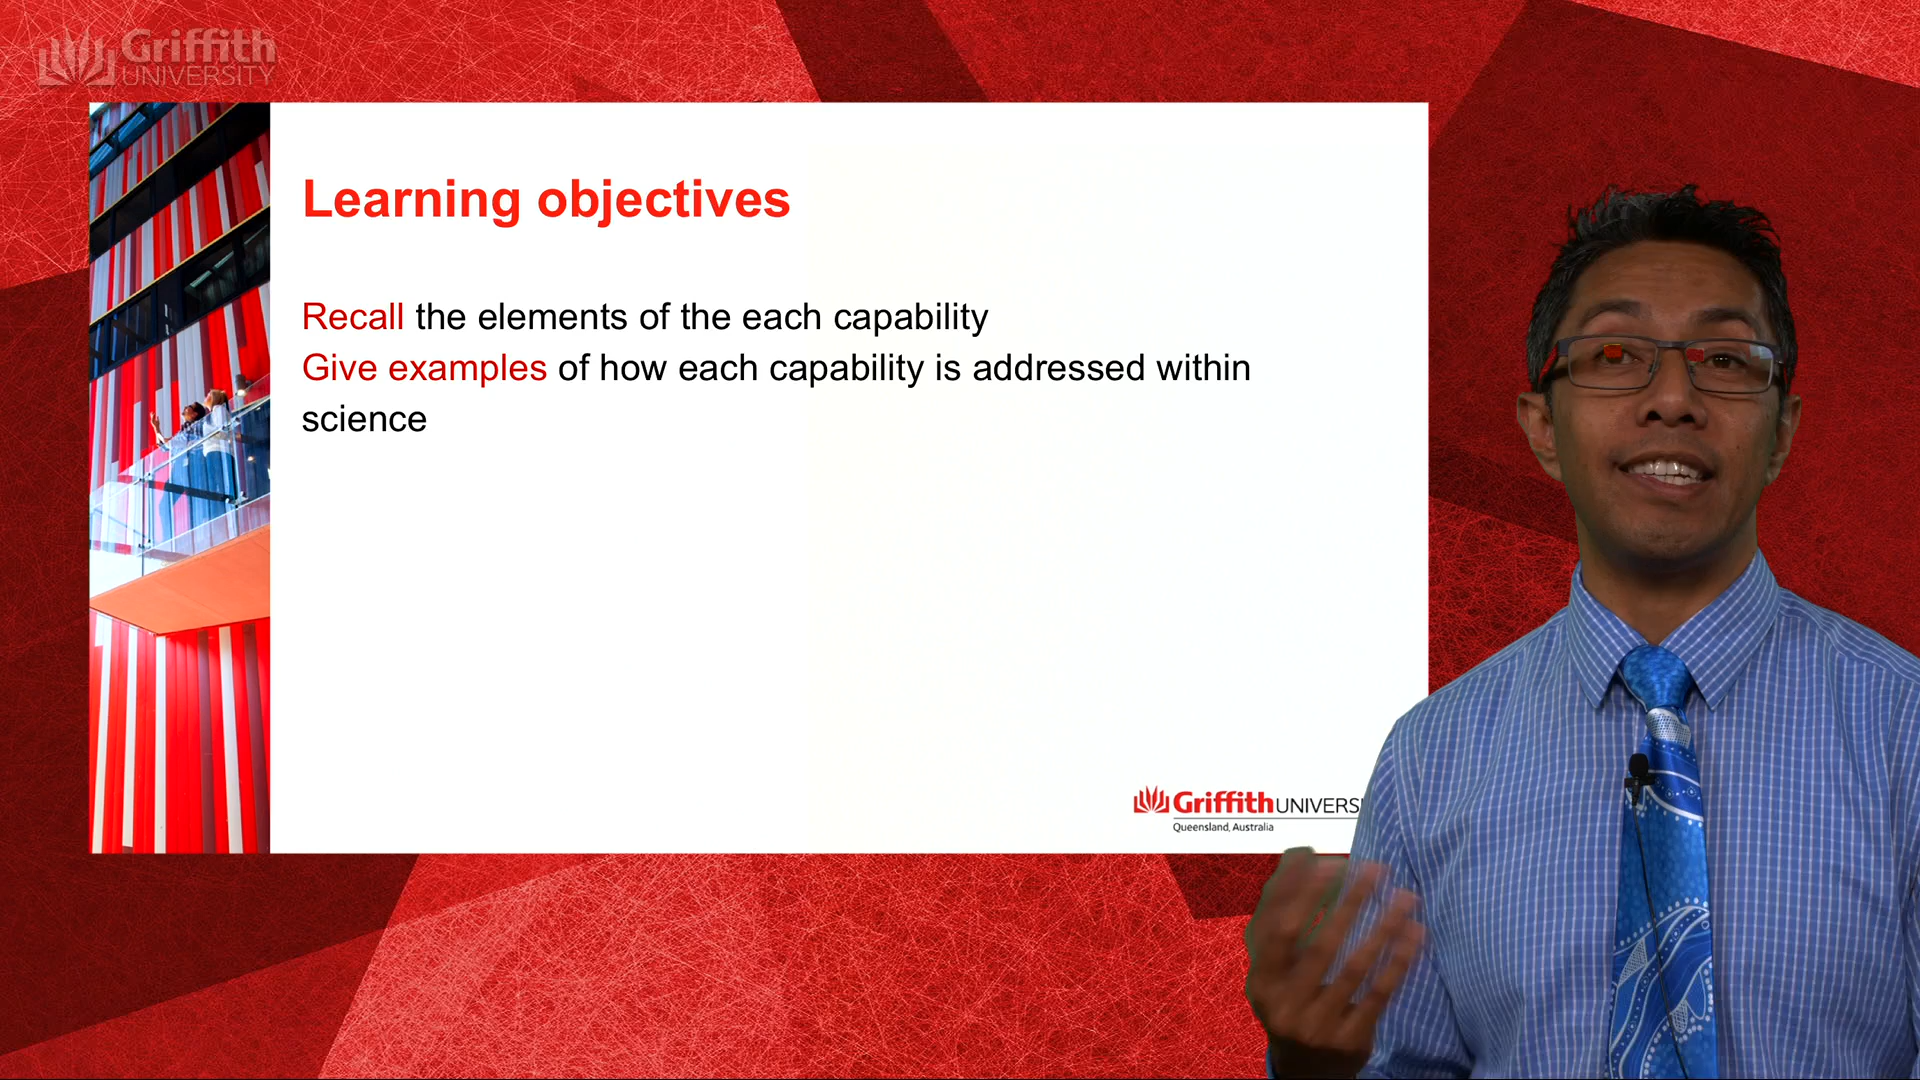 Griffith
UNIVERSITY
Learning objectives
Recall the elements of the each capability
Give examples of how each capability is addressed within
science
Griffith UNIVERSI
Queensland, Australia